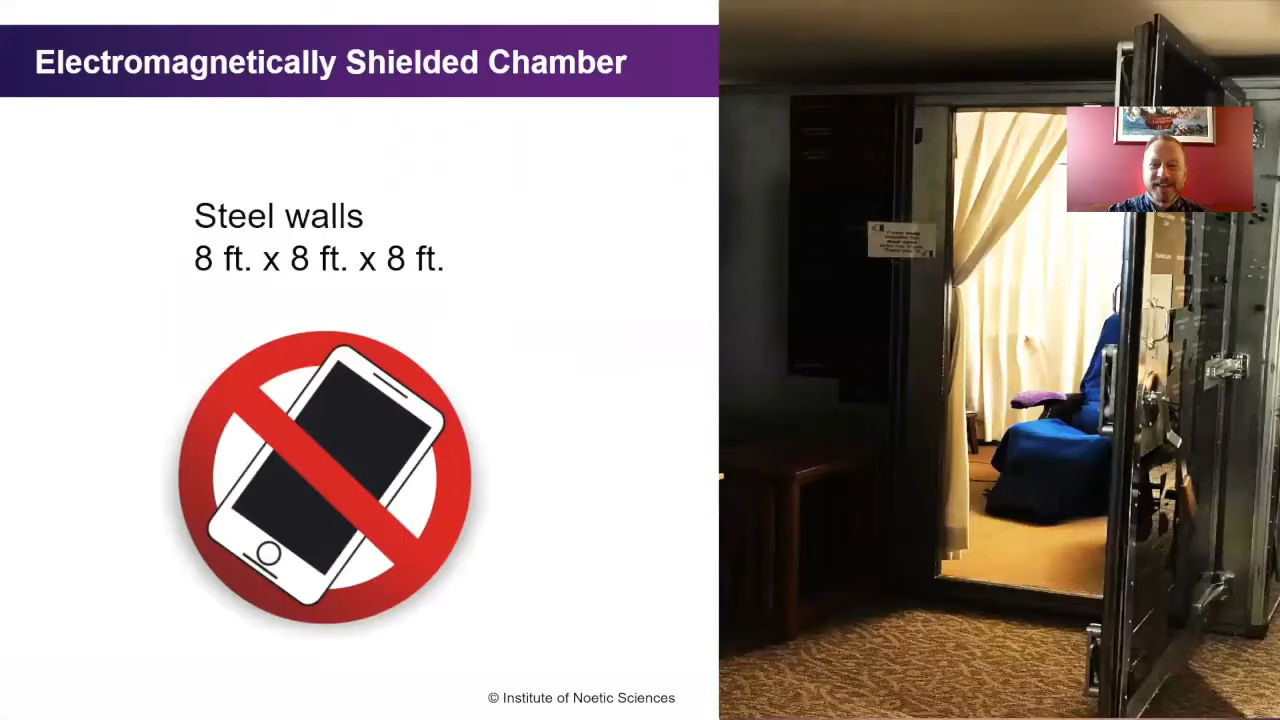 Electromagnetically Shielded Chamber
Steel walls
8 ft. x 8 ft. x 8 ft.
© Institute of Noetic Sciences